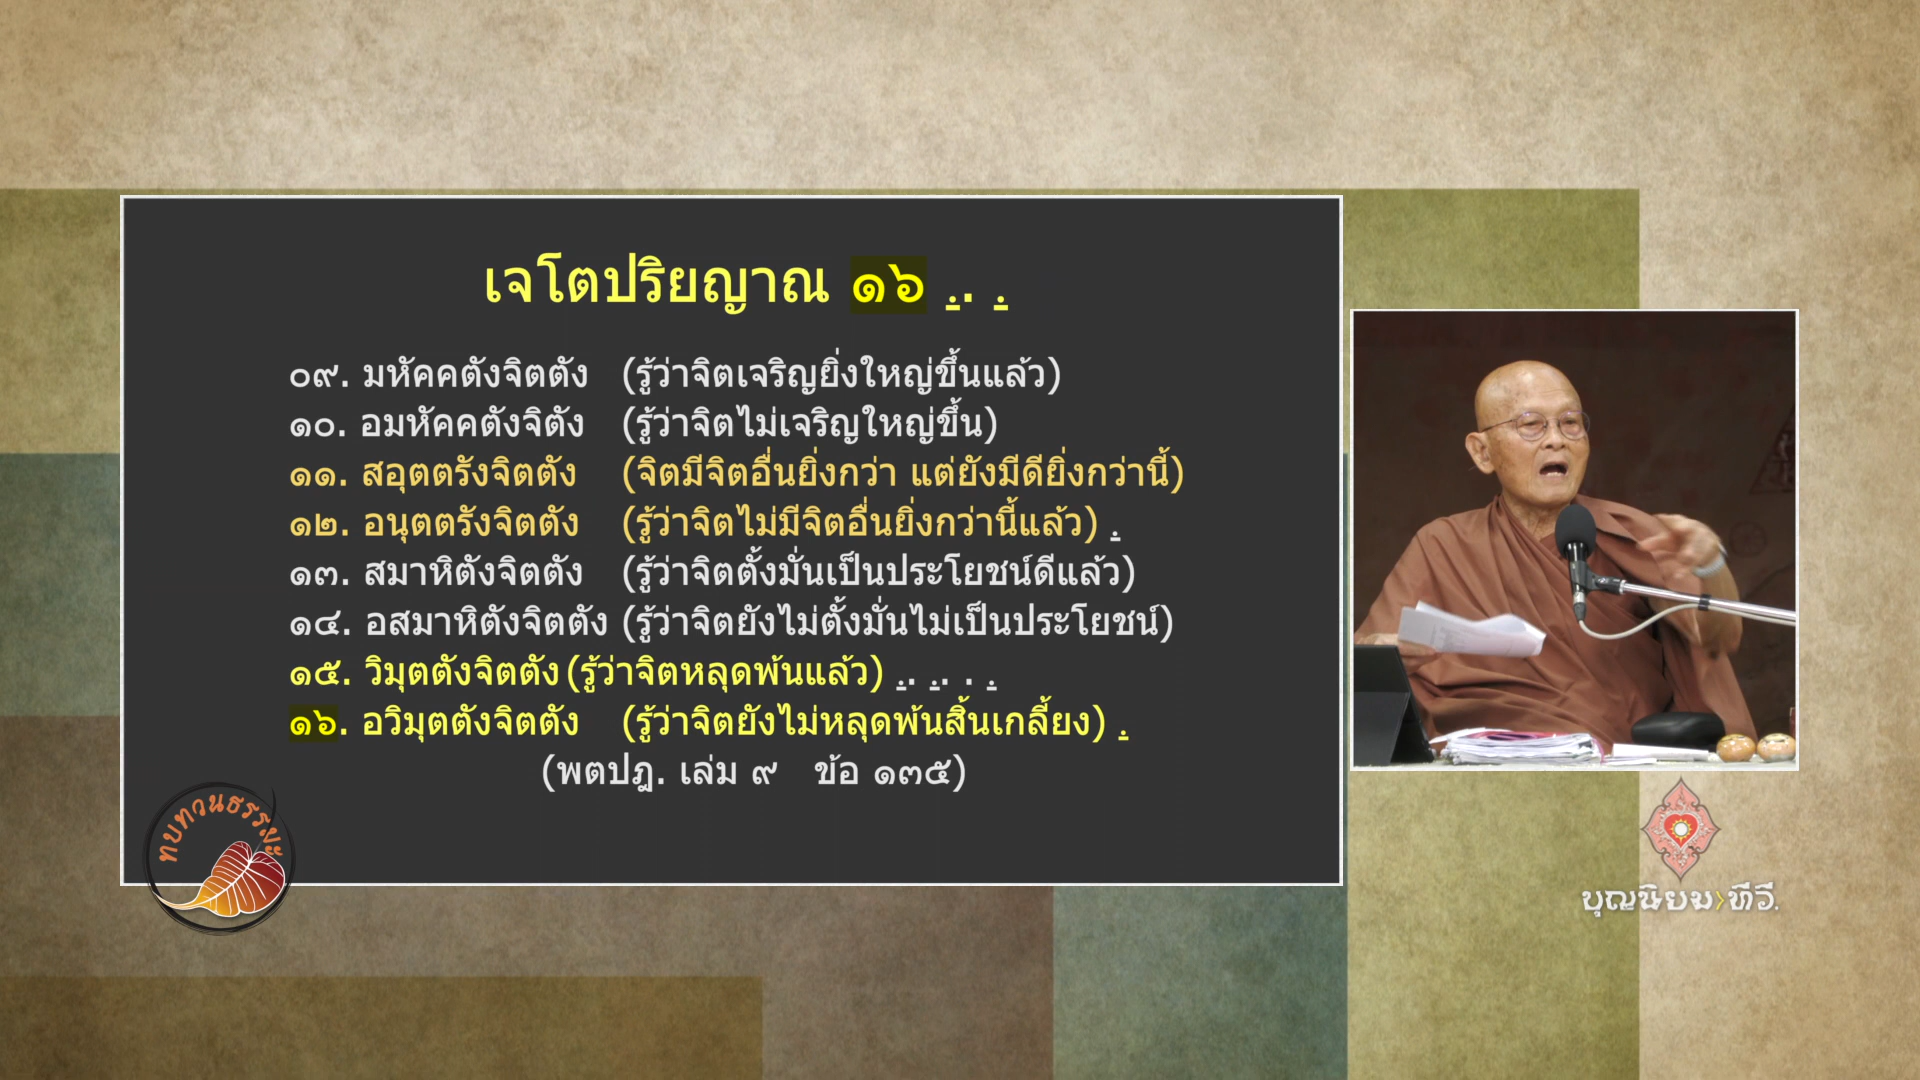 เจโตปริยญาณ ๑๖ .. .
๐๙. มหัคคตังจิตตัง (รู้ว่าจิตเจริญยิ่งใหญ่ขึ้นแล้ว)
๑๐. อมหัคคตังจิตัง (รู้ว่าจิตไม่เจริญใหญ่ขึ้น)
๑๑. สอุตตรังจิตตัง (จิตมีจิตอื่นยิ่งกว่า แต่ยังมีดียิ่งกว่านี้)
๑๒. อนุตตรังจิตตัง (รู้ว่าจิตไม่มีจิตอื่นยิ่งกว่านี้แล้ว) .
๑๓. สมาหิตังจิตตัง (รู้ว่าจิตตั้งมั่นเป็นประโยชน์ดีแล้ว)
๑๔. อสมาหิตังจิตตัง (รู้ว่าจิตยังไม่ตั้งมั่นไม่เป็นประโยชน์)
๑๕. วิมุตตังจิตตัง (รู้ว่าจิตหลุดพ้นแล้ว) .. .. . .
๑๖. อวิมุตตังจิตตัง (รู้ว่าจิตยังไม่หลุดพ้นสิ้นเกลี้ยง) .
(พตปฎ. เล่ม ๙ ข้อ ๑๓๕)
ทบทวนธรรมะ
บุญนิยม>ทีวี.